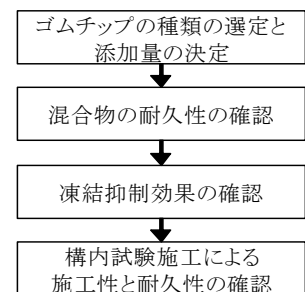 ゴムチップの種類の選定と
添加量の決定
混合物の耐久性の確認
凍結抑制効果の確認
構内試験施工による
施工性と耐久性の確認